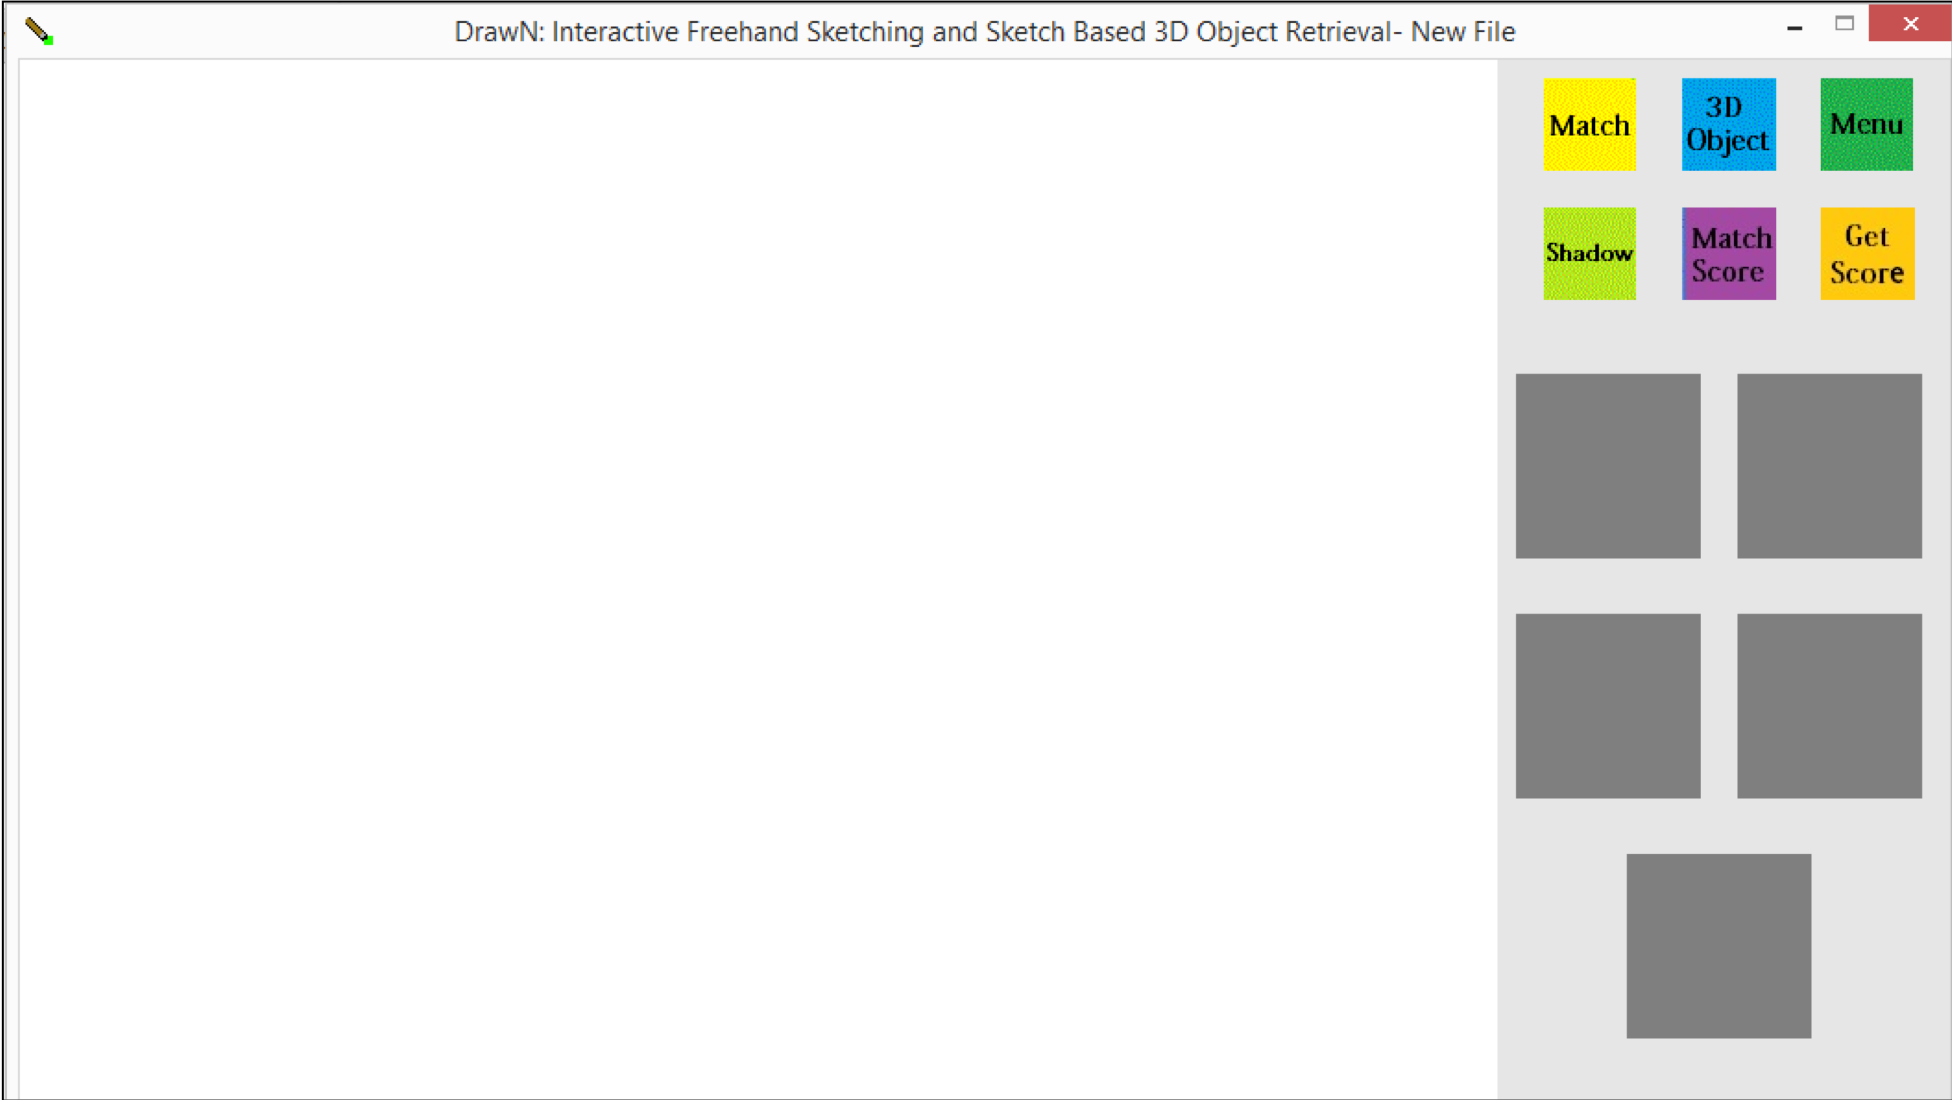 DrawN: Interactive Freehand Sketching and Sketch Based 3D Object Retrieval- New File
Match
3D
Object
Menu
Shadow
Match
Score
Get
Score